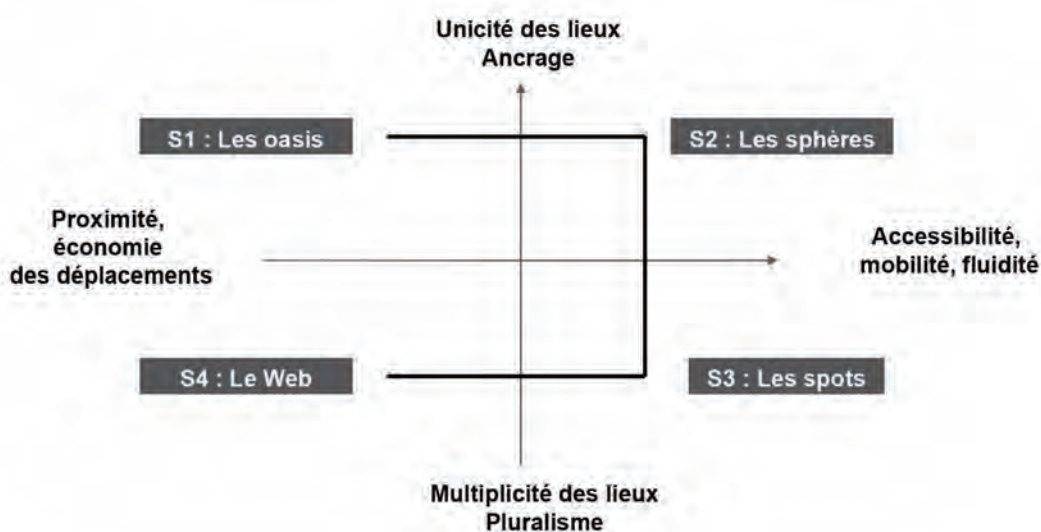 Unicité des lieux
Ancrage
S1 : Les oasis
S2 : Les sphères
Proximité,
économie
des déplacements
Accessibilité,
mobilité, fluidité
S4 : Le Web
S3 : Les spots
Multiplicité des lieux
Pluralisme